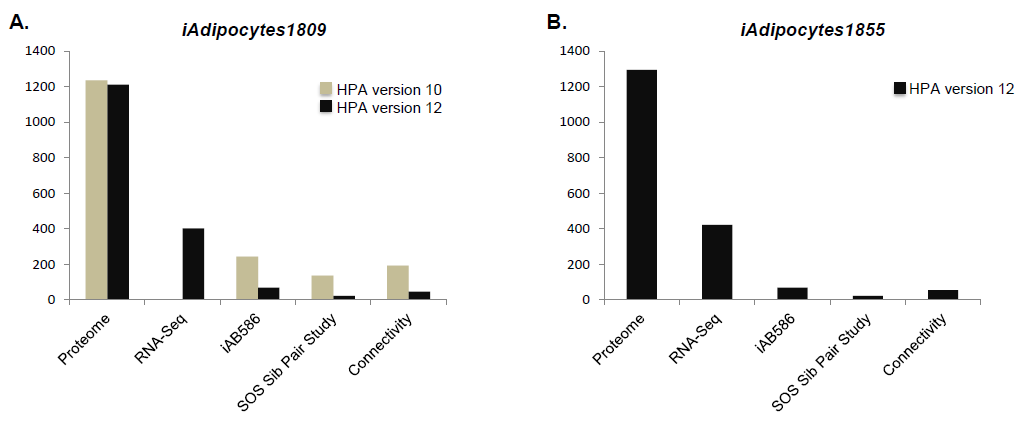 A.
iAdipocytes1809
1400
1200
1000
800
600
400
200
0
HPA version 10
HPA version 12
Proteome
RNA-Seq
iAB586
SOS Sib Pair Study
Connectivity
B.
iAdipocytes1855
1400
1200
1000
800
600
400
200
0
HPA version 12
Proteome
RNA-Seq
iAB586
SOS Sib Pair Study
Connectivity